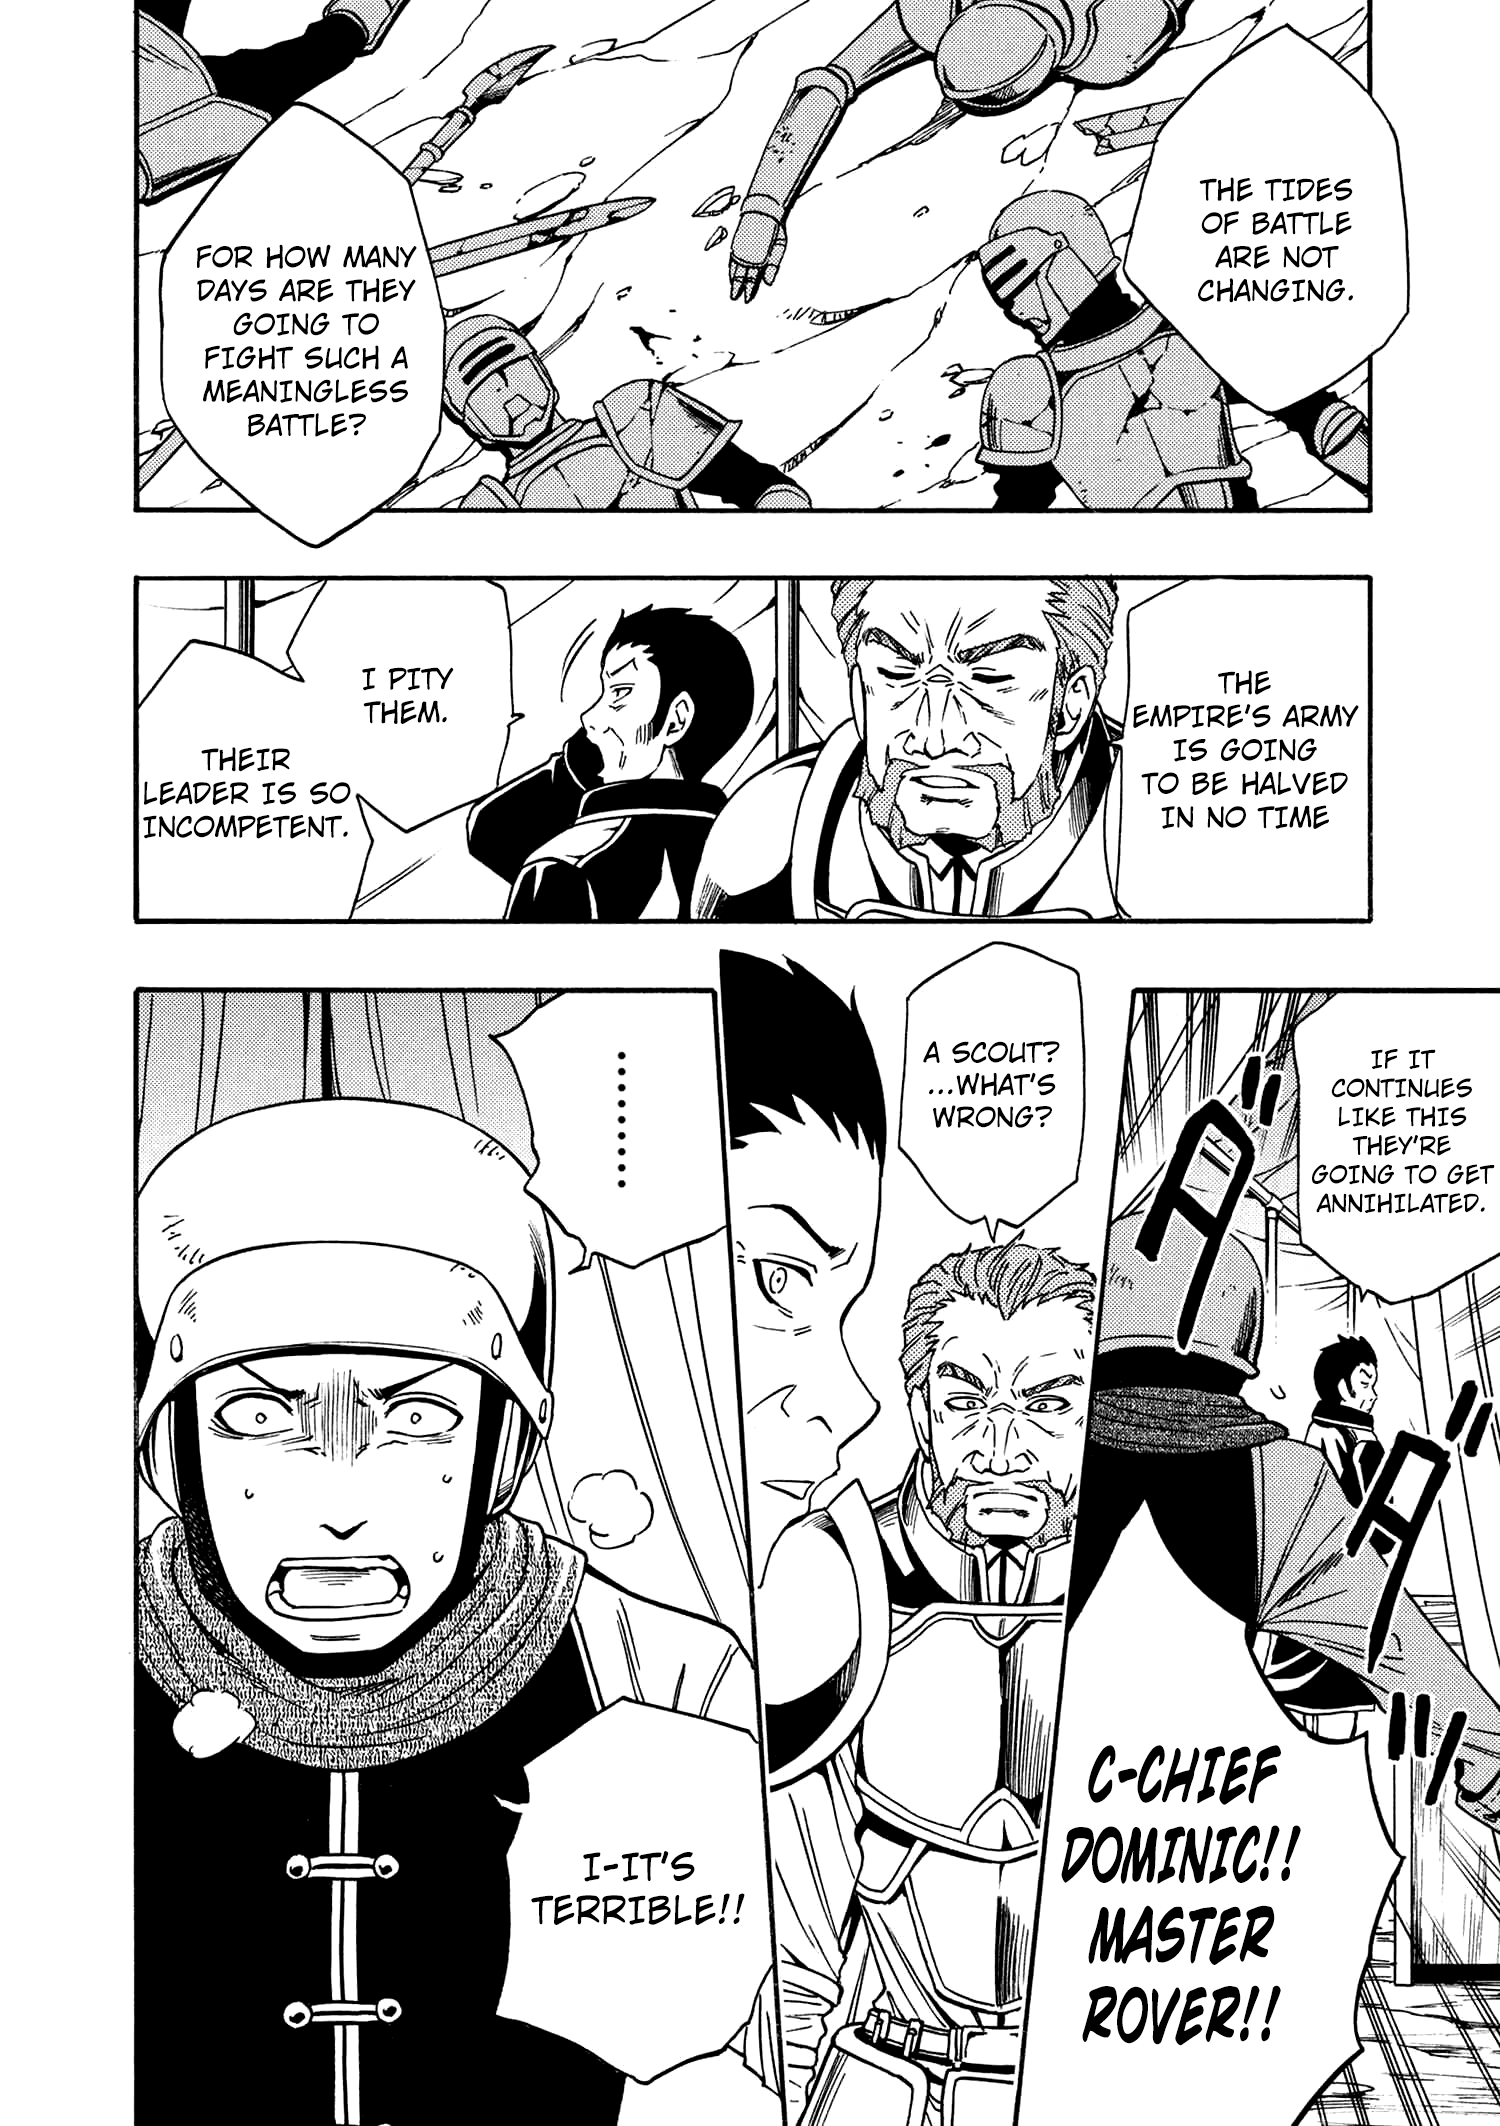 THE TIDES
OF BATTLE
ARE NOT
CHANGING.
FOR HOW MANY
DAYS ARE THEY
GOING TO
FIGHT SUCH A
MEANINGLESS
BATTLE?
THE
EMPIRE'S ARMY
IS GOING
TO BE HALVED
IN NO TIME
I PITY
THEM.
THEIR
LEADER IS SO
INCOMPETENT.
IF IT
CONTINUES
LIKE THIS
THEY'RE
GOING TO GET
ANNIHILATED.
ダダッ
C-CHIEF
DOMINIC!!
MASTER
ROVER!!
A SCOUT?
...WHAT'S
WRONG?
..........
I-IT'S
TERRIBLE!!